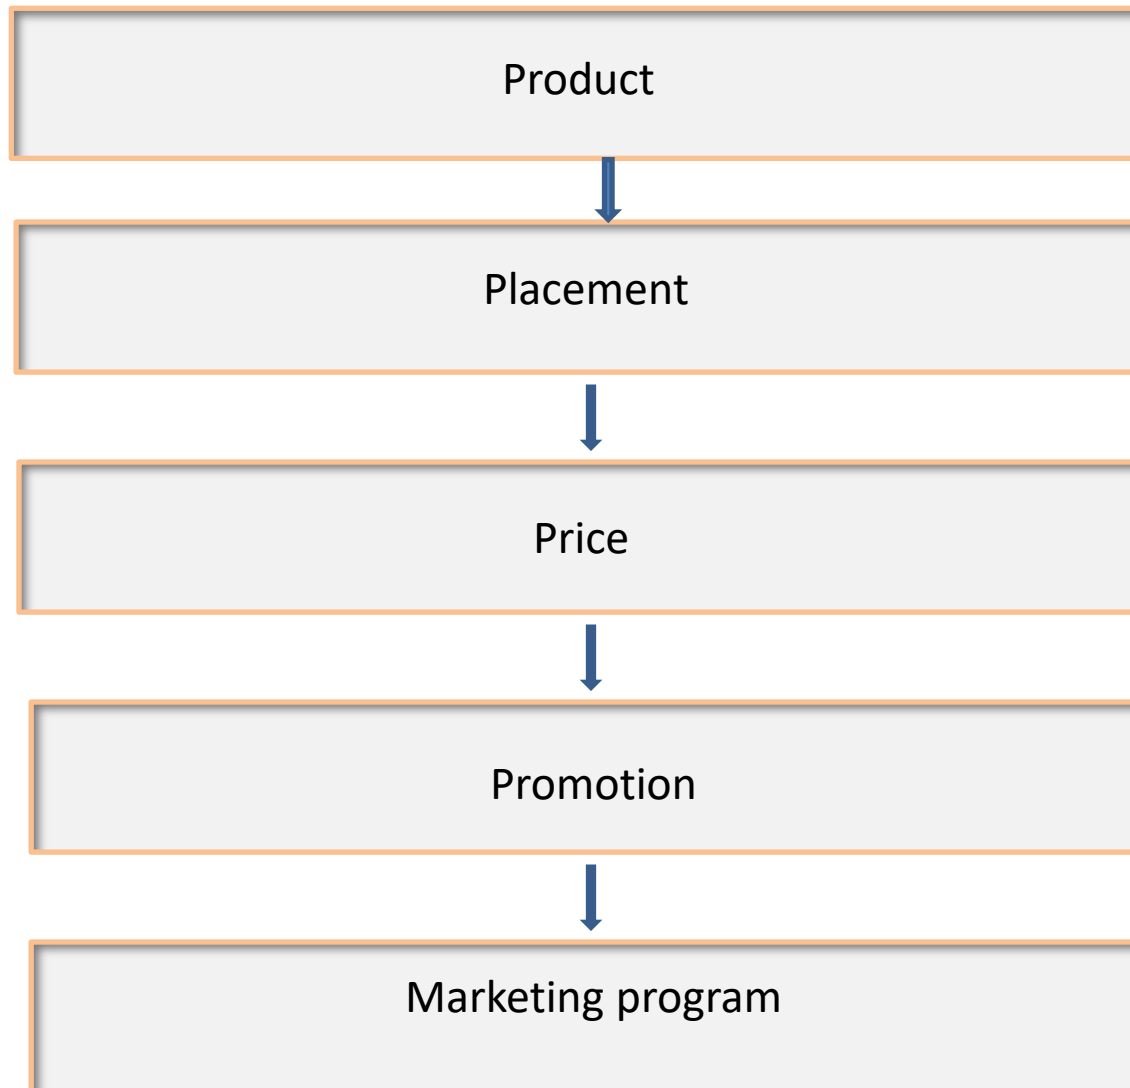 Product
Placement
Price
Promotion
Marketing program